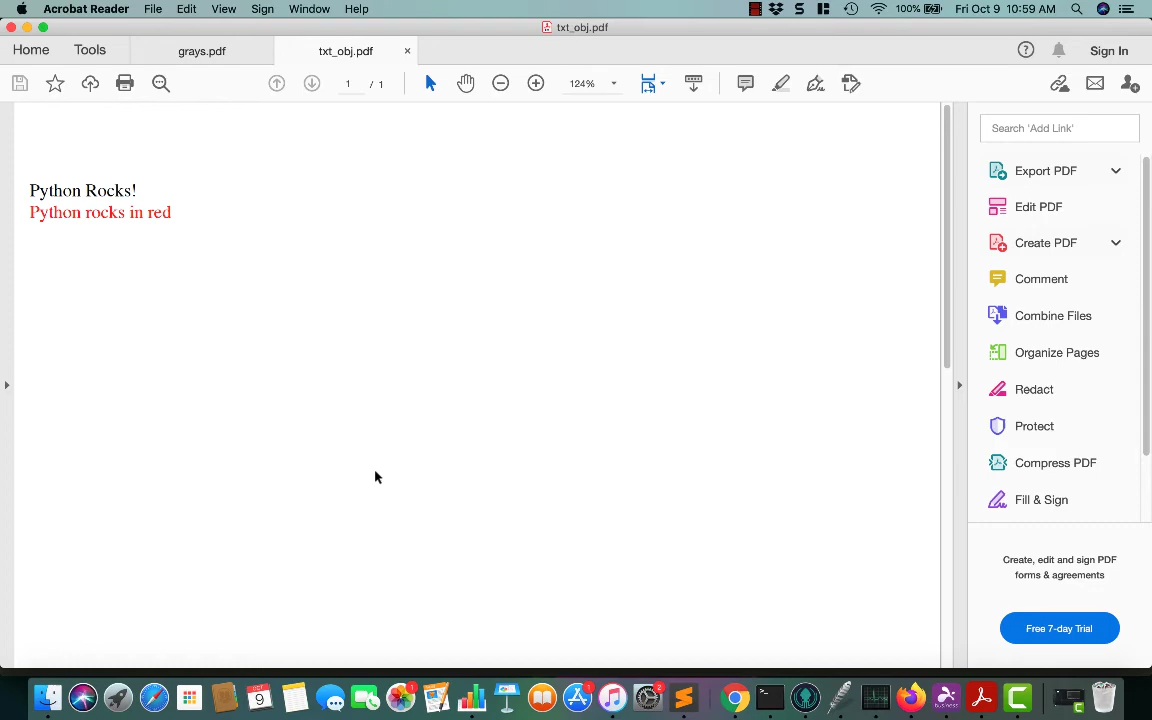 Acrobat Reader File Edit View Sign Window Help 100% Fri Oct 9 10:59 AM
txt_obj.pdf
Home Tools grays.pdf txt_obj.pdf × Sign In
1 / 1 124%
Search 'Add Link'
Python Rocks!
Python rocks in red
Export PDF
Edit PDF
Create PDF
Comment
Combine Files
Organize Pages
Redact
Protect
Compress PDF
Fill & Sign
Create, edit and sign PDF
forms & agreements
Free 7-day Trial